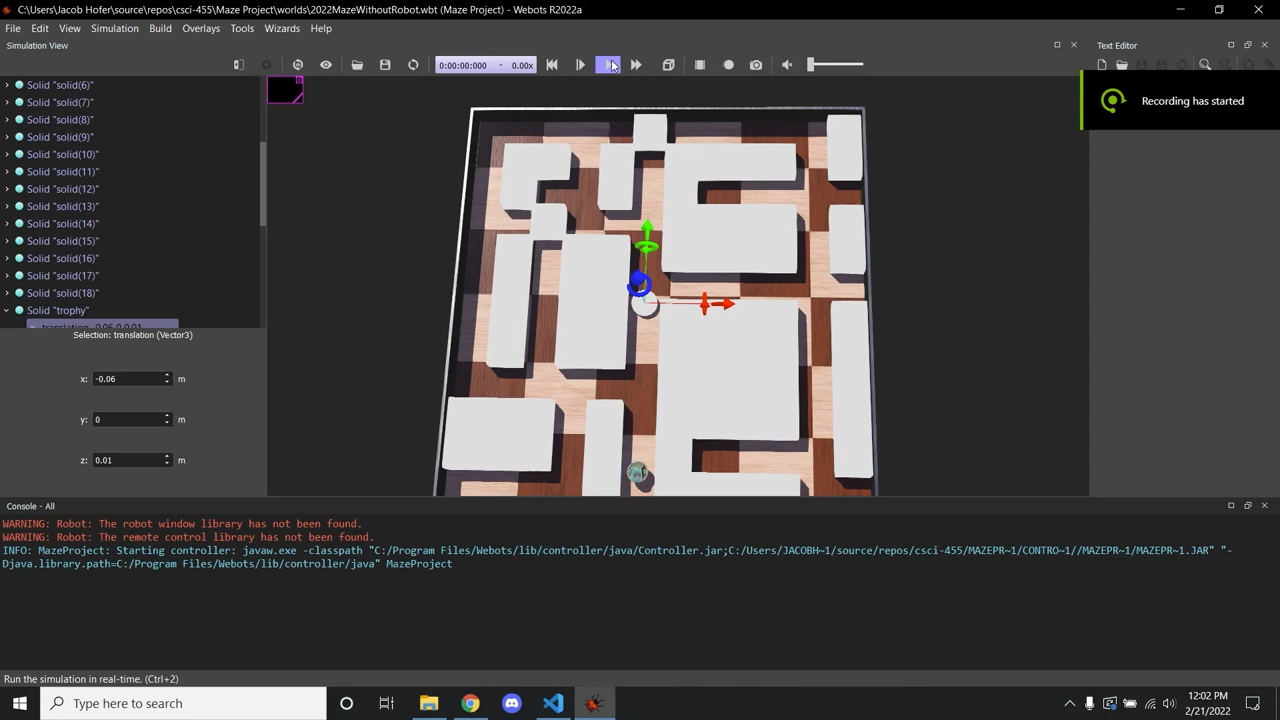 C:\Users\Jacob Hofer\source\repos\csci-455\Maze Project\worlds\2022MazeWithoutRobot.wbt (Maze Project) - Webots R2022a
File Edit View Simulation Build Overlays Tools Wizards Help
Simulation View
Text Editor
0:00:00:000 - 0.00x
Recording has started
Solid "solid(6)"
Solid "solid(7)"
Solid "solid(8)"
Solid "solid(9)"
Solid "solid(10)"
Solid "solid(11)"
Solid "solid(12)"
Solid "solid(13)"
Solid "solid(14)"
Solid "solid(15)"
Solid "solid(16)"
Solid "solid(17)"
Solid "solid(18)"
Solid "trophy"
translation -0.06 0 0.01
Selection: translation (Vector3)
x: -0.06 m
y: 0 m
z: 0.01 m
Console - All
WARNING: Robot: The robot window library has not been found.
WARNING: Robot: The remote control library has not been found.
INFO: MazeProject: Starting controller: javaw.exe -classpath "C:/Program Files/Webots/lib/controller/java/Controller.jar;C:/Users/JACOBH~1/source/repos/csci-455/MAZEPR~1/CONTRO~1//MAZEPR~1/MAZEPR~1.JAR" "-
Djava.library.path=C:/Program Files/Webots/lib/controller/java" MazeProject
Run the simulation in real-time. (Ctrl+2)
Type here to search
12:02 PM
2/21/2022